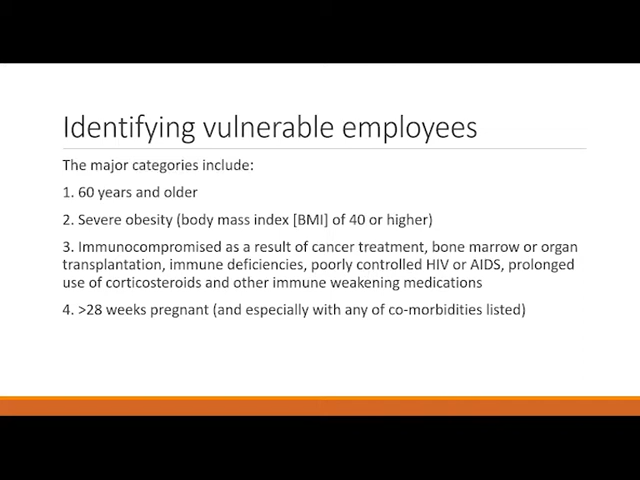 Identifying vulnerable employees
The major categories include:
1. 60 years and older
2. Severe obesity (body mass index [BMI] of 40 or higher)
3. Immunocompromised as a result of cancer treatment, bone marrow or organ
transplantation, immune deficiencies, poorly controlled HIV or AIDS, prolonged
use of corticosteroids and other immune weakening medications
4. >28 weeks pregnant (and especially with any of co-morbidities listed)